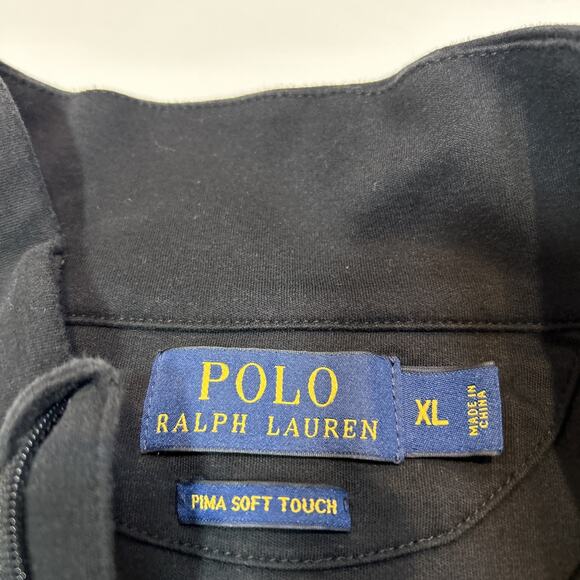 POLO
RALPH LAUREN
XL
MADE IN
CHINA
PIMA SOFT TOUCH